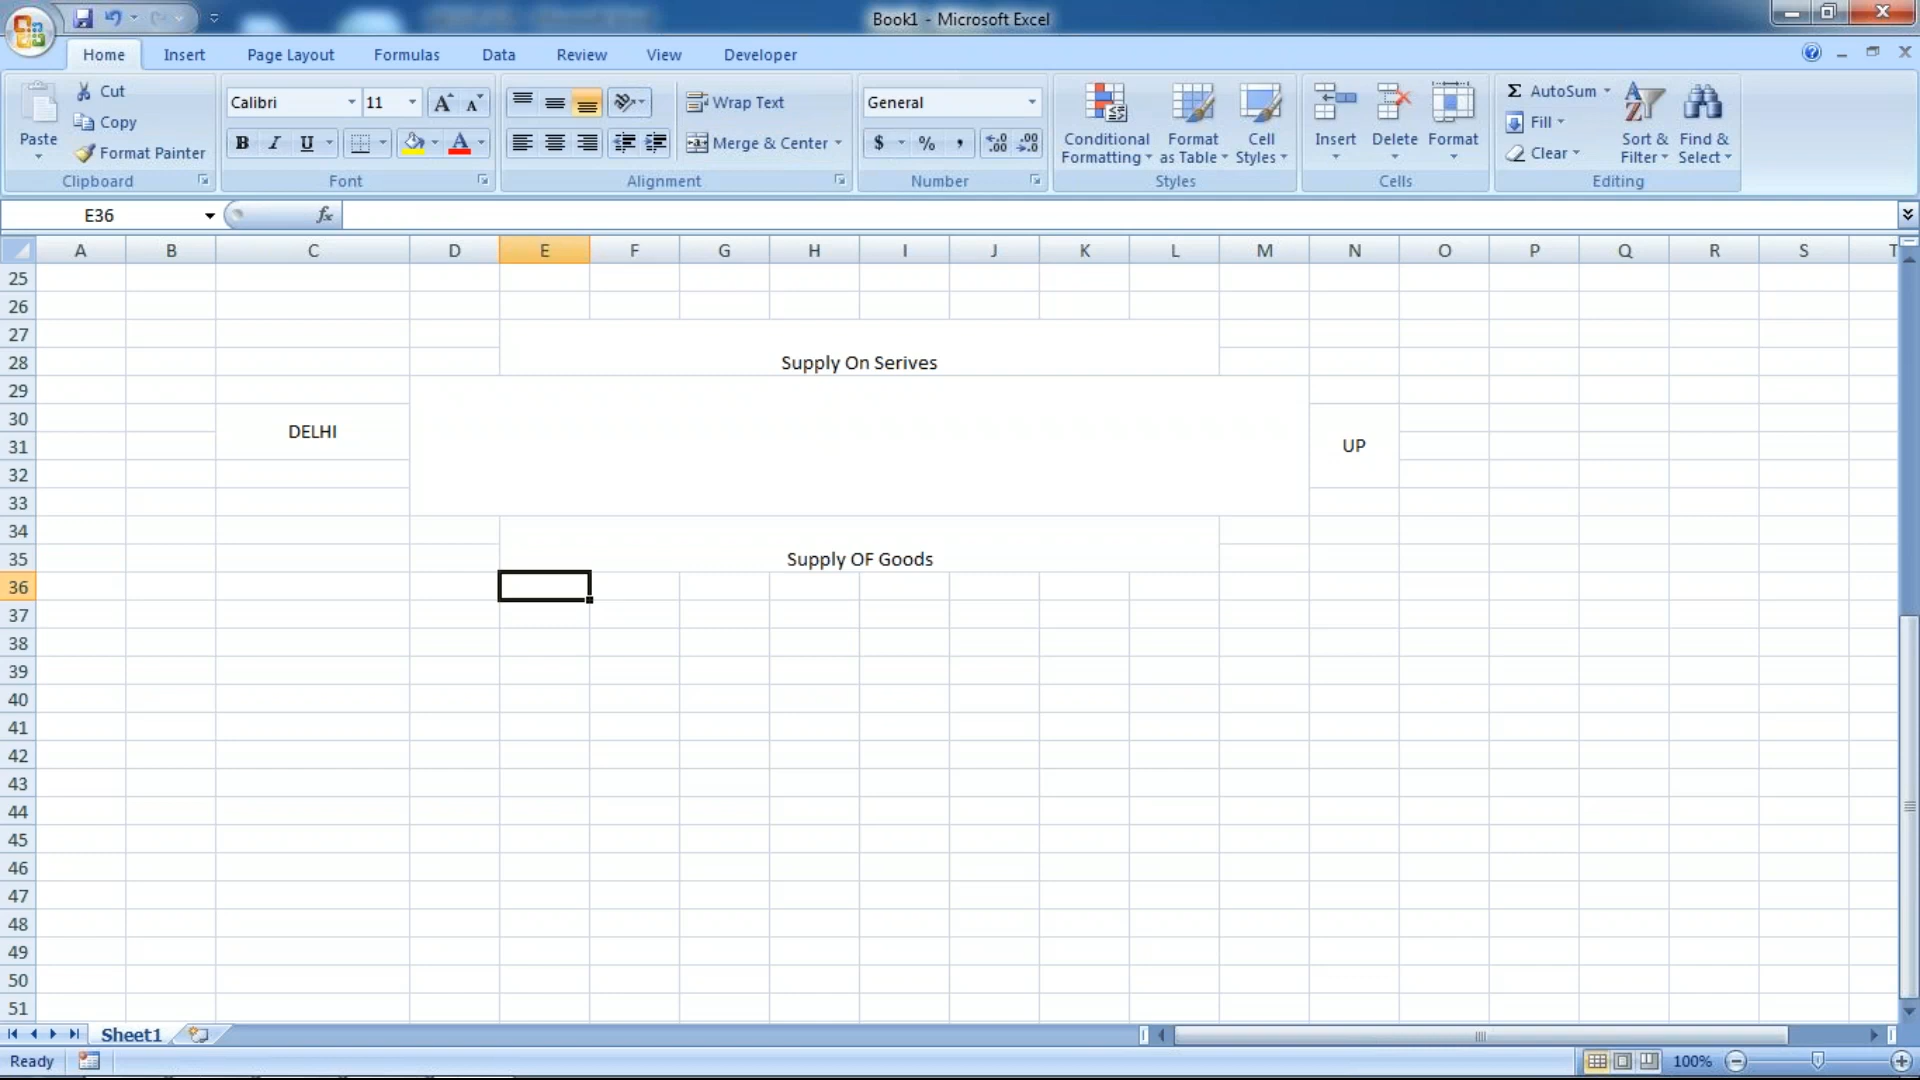 Book1 - Microsoft Excel
Home Insert Page Layout Formulas Data Review View Developer
Paste
Cut
Copy
Format Painter
Clipboard
Calibri 11
B I U
Font
Wrap Text
Merge & Center
Alignment
General
$ % ,
Number
Conditional Formatting
Format as Table
Cell Styles
Styles
Insert Delete Format
Cells
Σ AutoSum
Fill
Clear
Sort & Filter
Find & Select
Editing
E36 fx
A B C D E F G H I J K L M N O P Q R S T
25
26
27
28 Supply On Serives
29
30
DELHI
31 UP
32
33
34
35 Supply OF Goods
36
37
38
39
40
41
42
43
44
45
46
47
48
49
50
51
Sheet1
Ready 100%